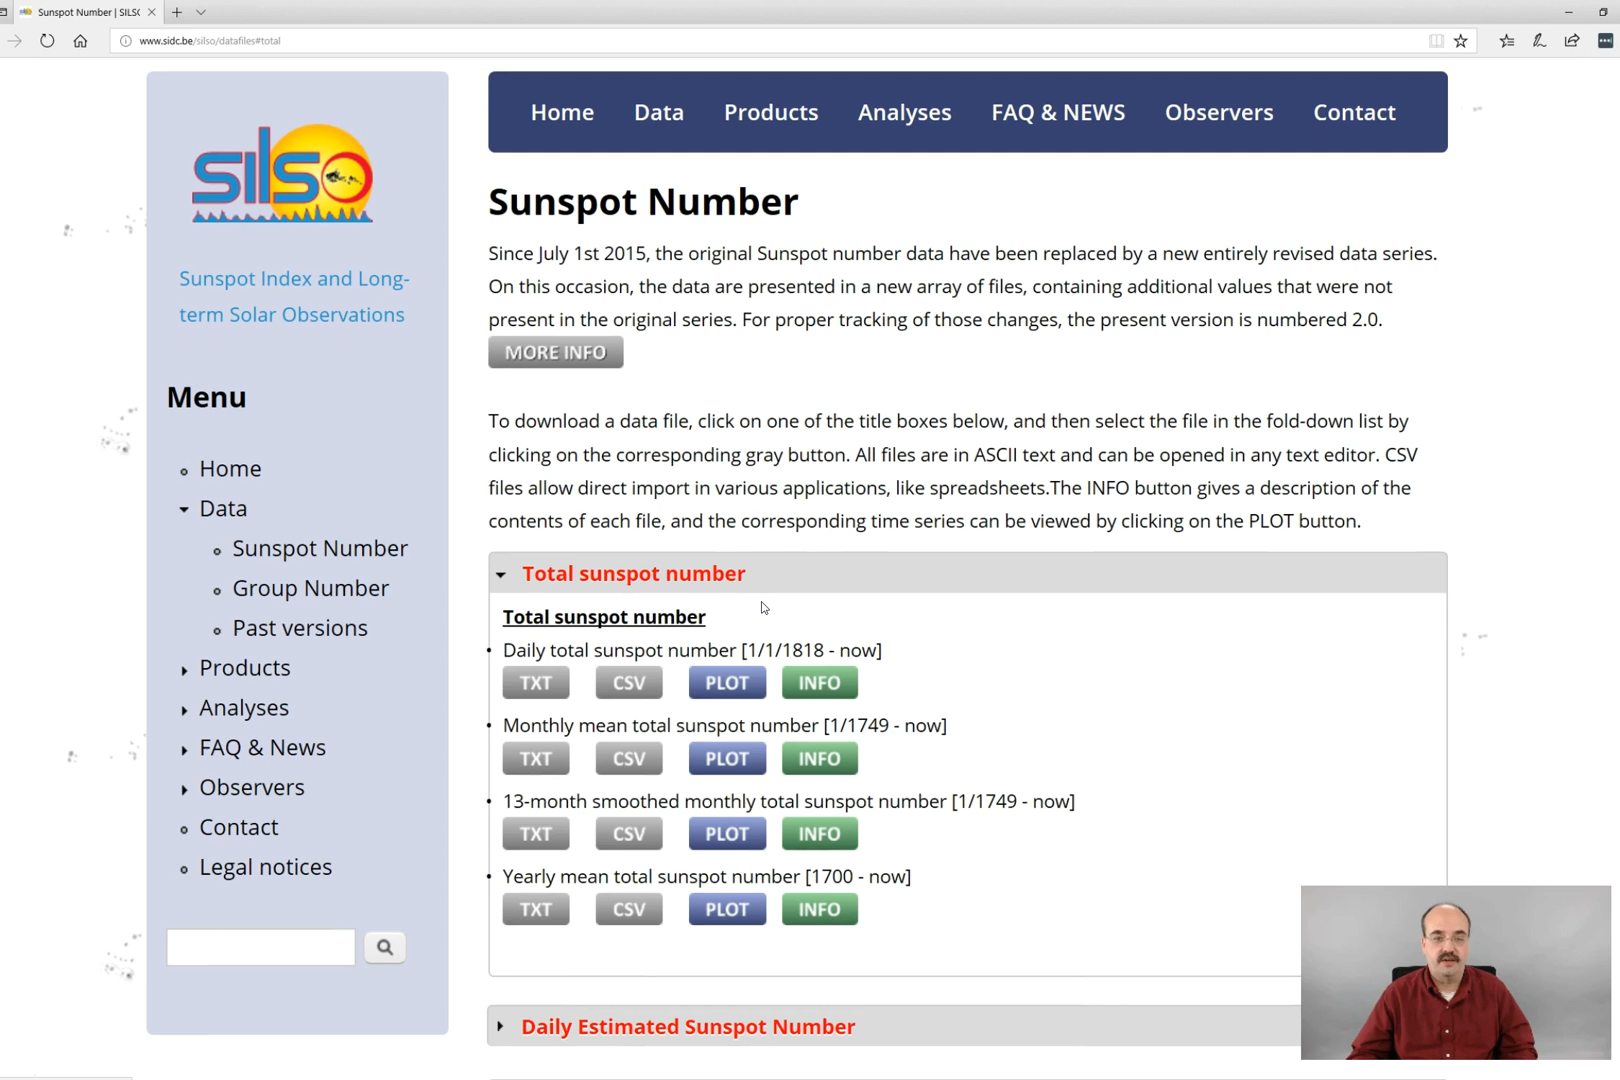 Sunspot Number | SILSO
www.sidc.be/silso/datafiles#total
silso
Sunspot Index and Long-
term Solar Observations
Menu
Home
Data
Sunspot Number
Group Number
Past versions
Products
Analyses
FAQ & News
Observers
Contact
Legal notices
Home Data Products Analyses FAQ & NEWS Observers Contact
Sunspot Number
Since July 1st 2015, the original Sunspot number data have been replaced by a new entirely revised data series.
On this occasion, the data are presented in a new array of files, containing additional values that were not
present in the original series. For proper tracking of those changes, the present version is numbered 2.0.
MORE INFO
To download a data file, click on one of the title boxes below, and then select the file in the fold-down list by
clicking on the corresponding gray button. All files are in ASCII text and can be opened in any text editor. CSV
files allow direct import in various applications, like spreadsheets.The INFO button gives a description of the
contents of each file, and the corresponding time series can be viewed by clicking on the PLOT button.
Total sunspot number
Total sunspot number
Daily total sunspot number [1/1/1818 - now]
TXT CSV PLOT INFO
Monthly mean total sunspot number [1/1749 - now]
TXT CSV PLOT INFO
13-month smoothed monthly total sunspot number [1/1749 - now]
TXT CSV PLOT INFO
Yearly mean total sunspot number [1700 - now]
TXT CSV PLOT INFO
Daily Estimated Sunspot Number